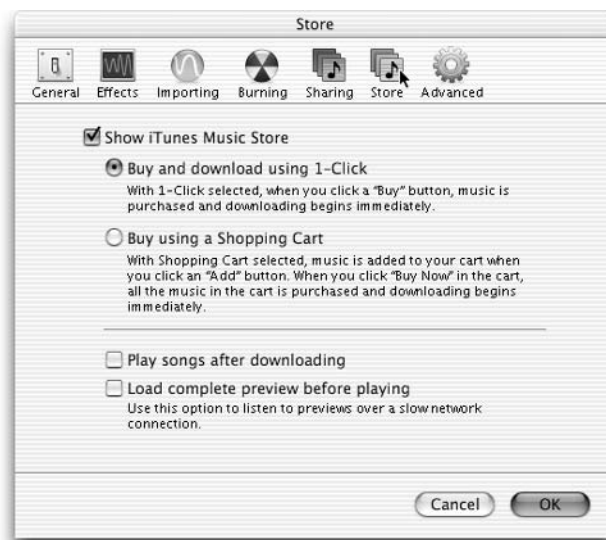 Store
General Effects Importing Burning Sharing Store Advanced
Show iTunes Music Store
Buy and download using 1-Click
With 1-Click selected, when you click a “Buy” button, music is
purchased and downloading begins immediately.
Buy using a Shopping Cart
With Shopping Cart selected, music is added to your cart when
you click an “Add” button. When you click “Buy Now” in the cart,
all the music in the cart is purchased and downloading begins
immediately.
Play songs after downloading
Load complete preview before playing
Use this option to listen to previews over a slow network
connection.
Cancel OK